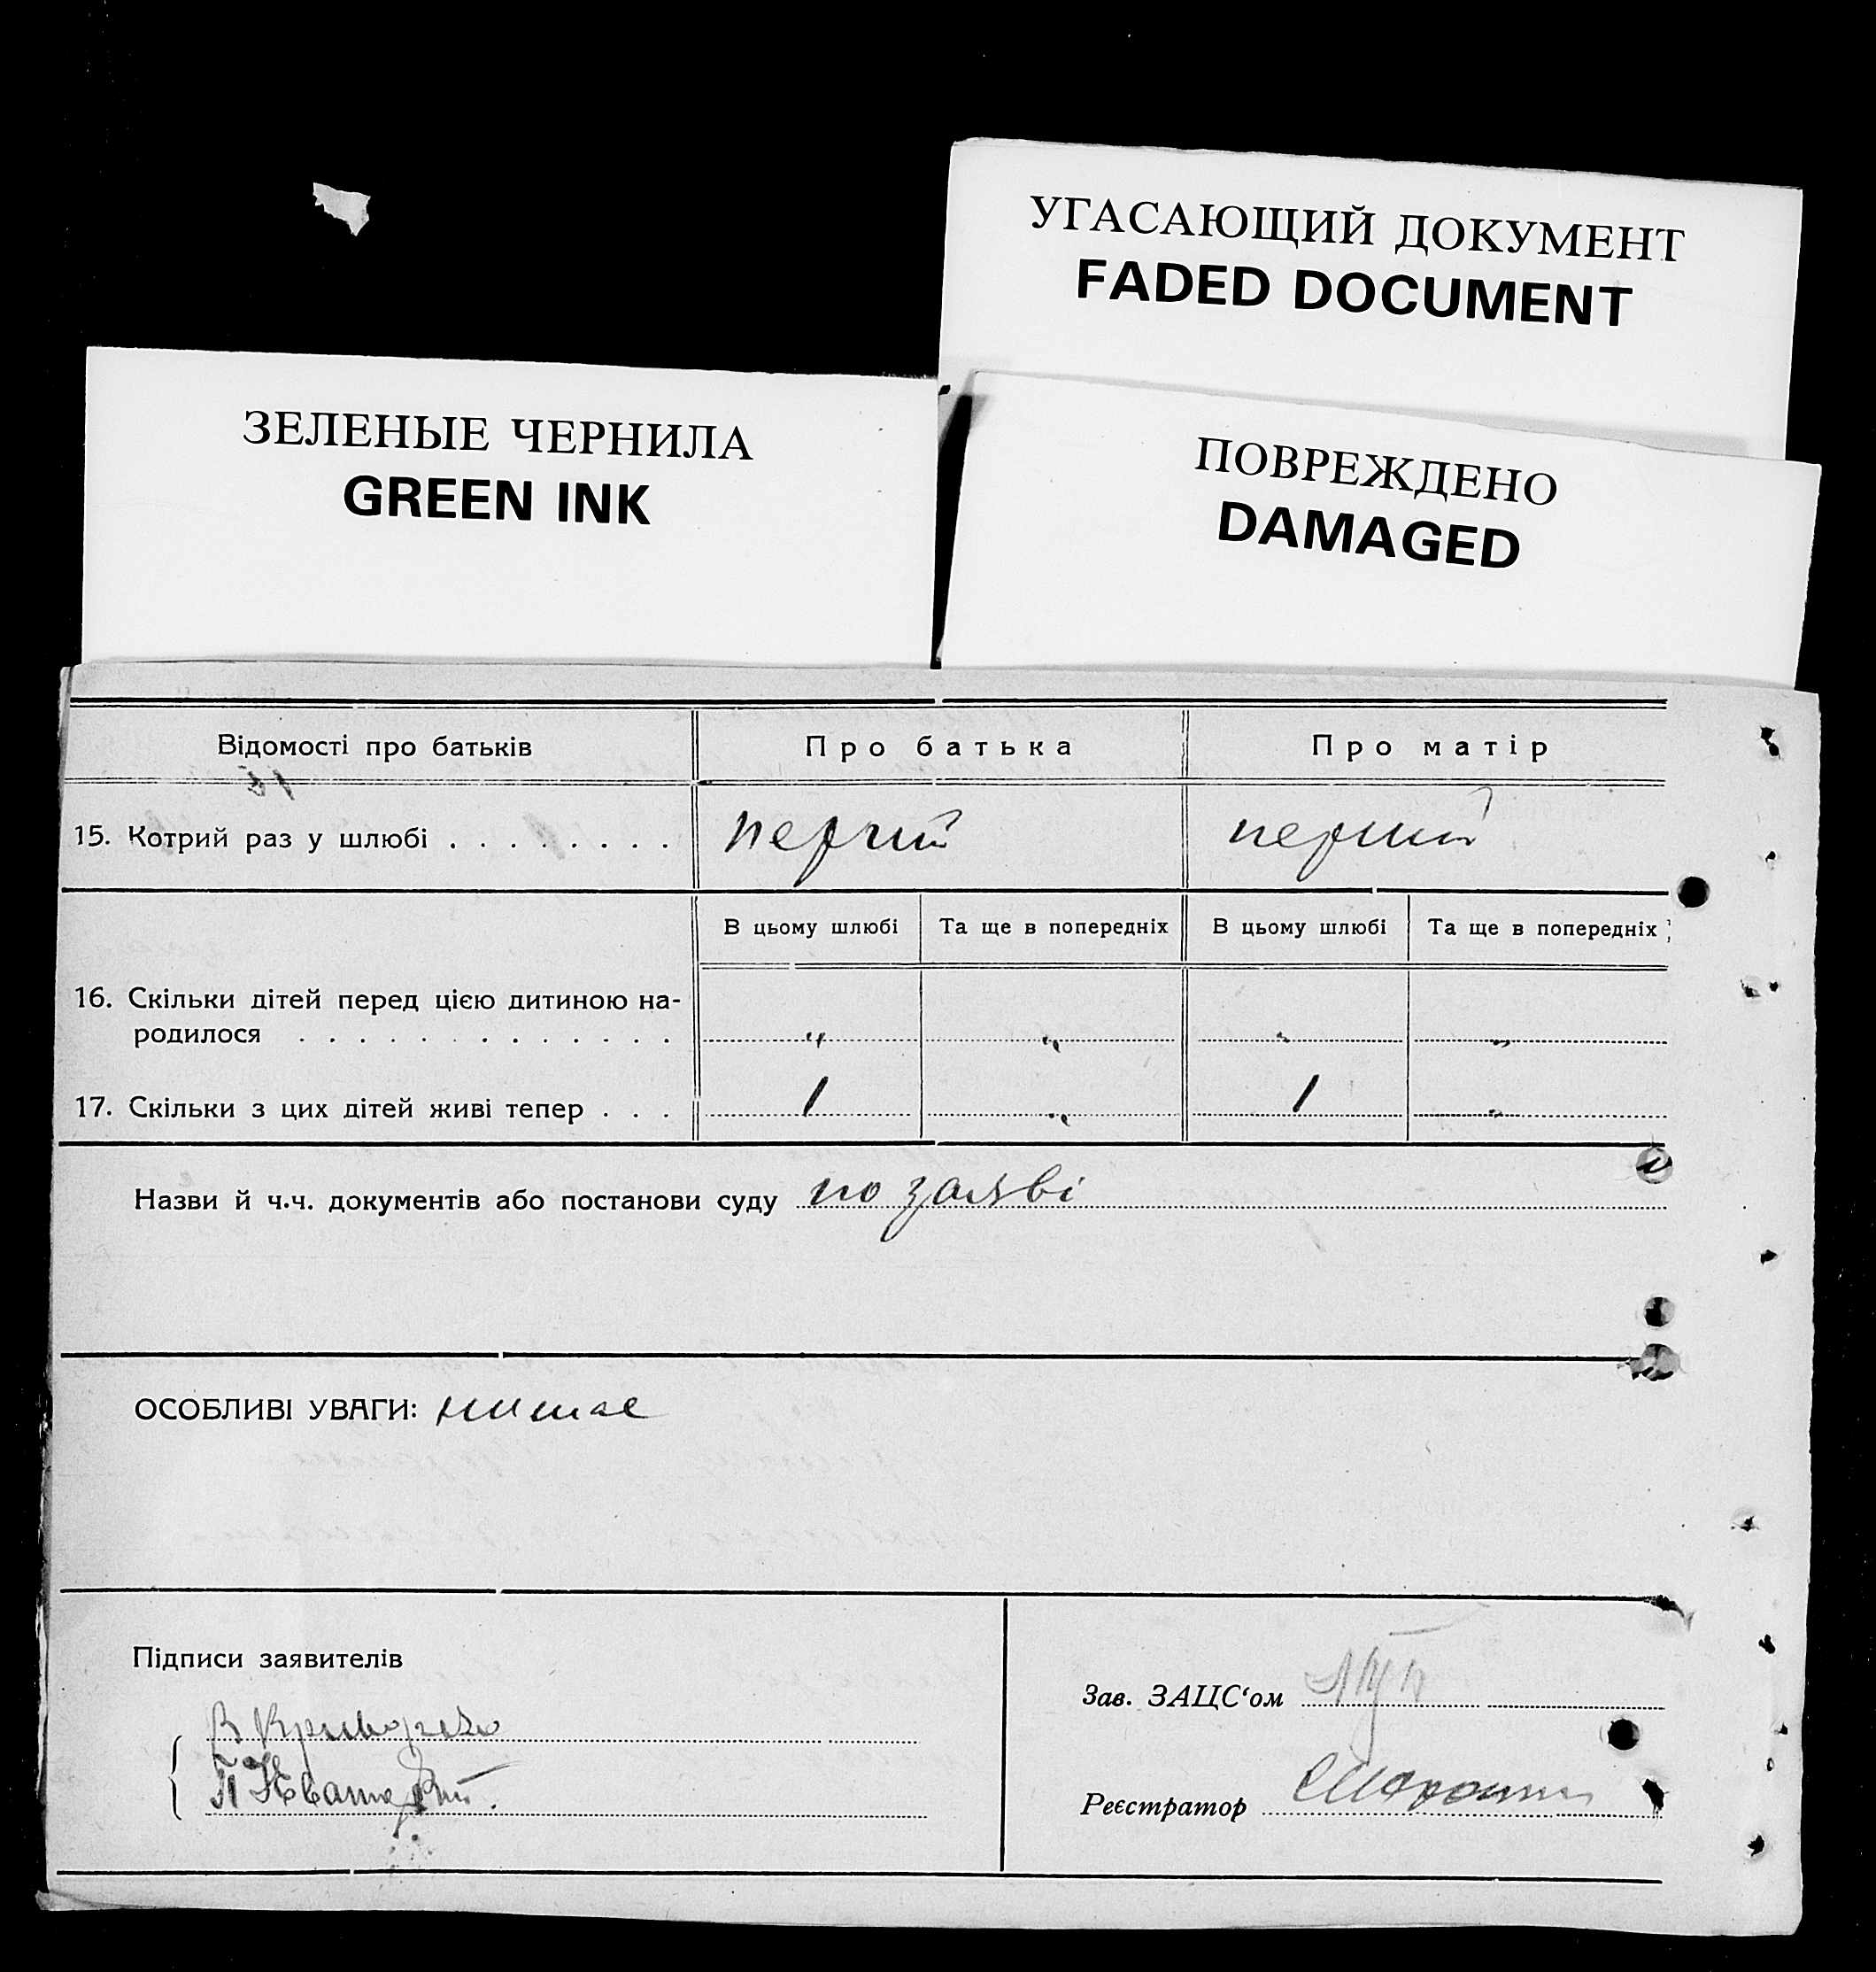 УГАСАЮЩИЙ ДОКУМЕНТ
FADED DOCUMENT
ЗЕЛЕНЫЕ ЧЕРНИЛА
GREEN INK
ПОВРЕЖДЕНО
DAMAGED
Відомості про батьків Про батька Про матір
15. Котрий раз у шлюбі . . . . . . . . перший перший
В цьому шлюбі Та ще в попередніх В цьому шлюбі Та ще в попередніх
16. Скільки дітей перед цією дитиною на-
родилося . . . . . . . . . . . . . „ „ „ „
17. Скільки з цих дітей живі тепер . . . 1 „ 1 „
Назви й ч.ч. документів або постанови суду по заяві
ОСОБЛИВІ УВАГИ: немає
Підписи заявителів
Зав. ЗАЦС‘ом
Реєстратор